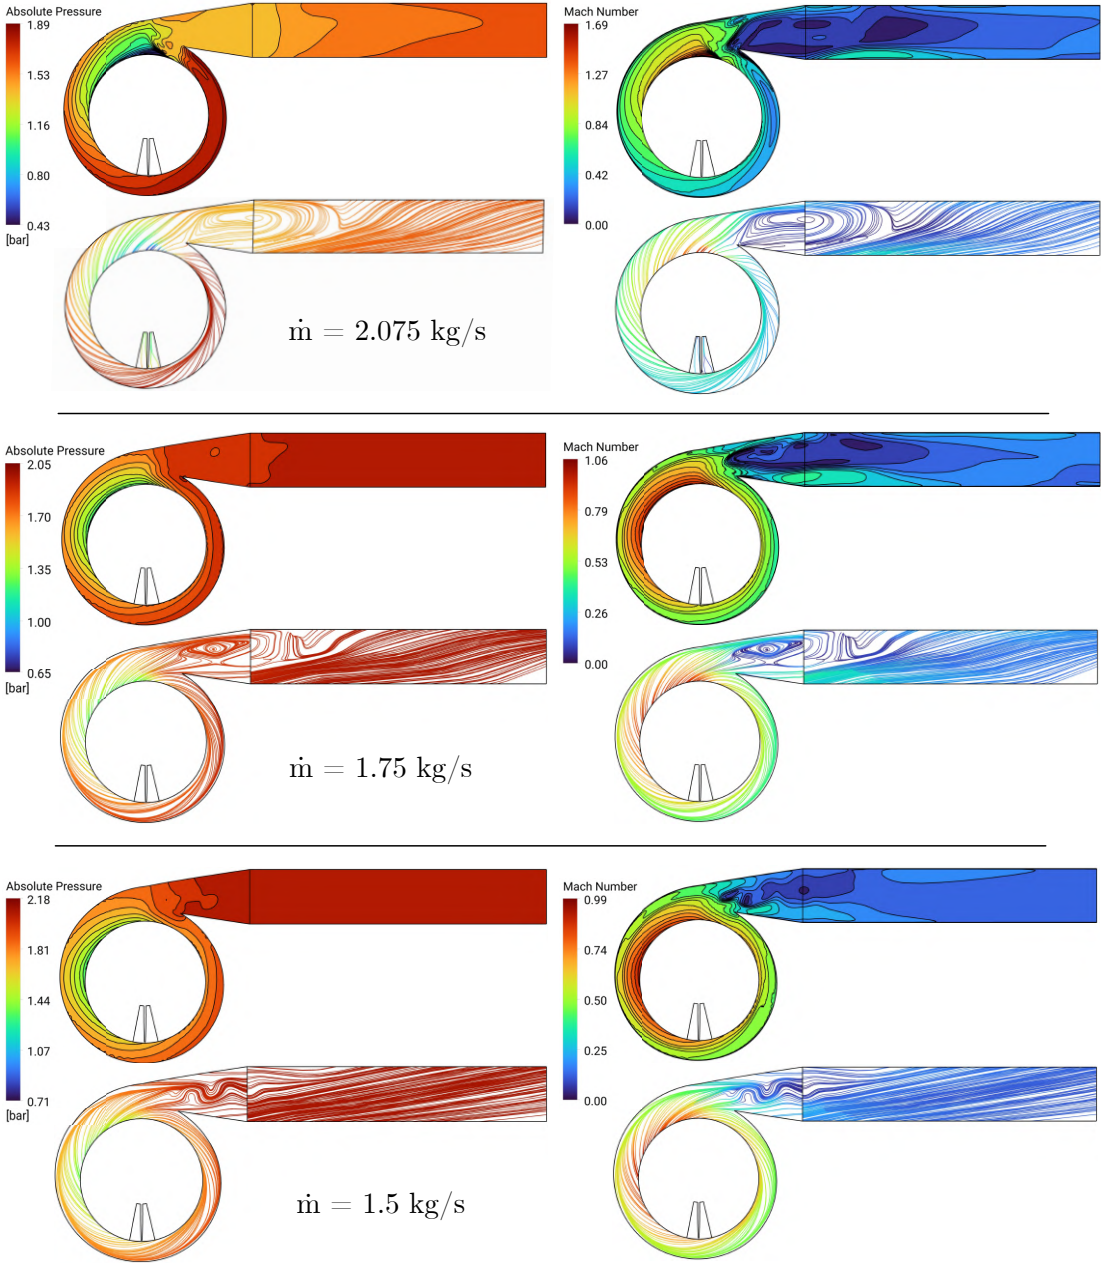 Absolute Pressure
1.89
1.53
1.16
0.80
0.43
[bar]
Mach Number
1.69
1.27
0.84
0.42
0.00
ṁ = 2.075 kg/s
Absolute Pressure
2.05
1.70
1.35
1.00
0.65
[bar]
Mach Number
1.06
0.79
0.53
0.26
0.00
ṁ = 1.75 kg/s
Absolute Pressure
2.18
1.81
1.44
1.07
0.71
[bar]
Mach Number
0.99
0.74
0.50
0.25
0.00
ṁ = 1.5 kg/s